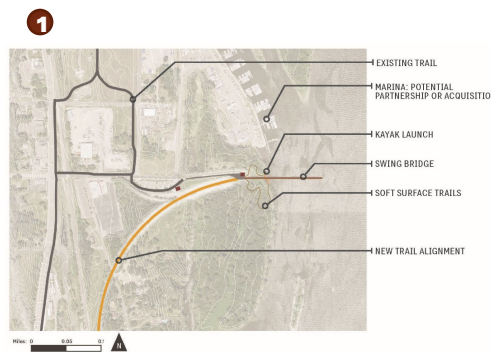 1
EXISTING TRAIL
MARINA: POTENTIAL
PARTNERSHIP OR ACQUISITIO
KAYAK LAUNCH
SWING BRIDGE
SOFT SURFACE TRAILS
NEW TRAIL ALIGNMENT
Miles: 0 0.05 0.
N